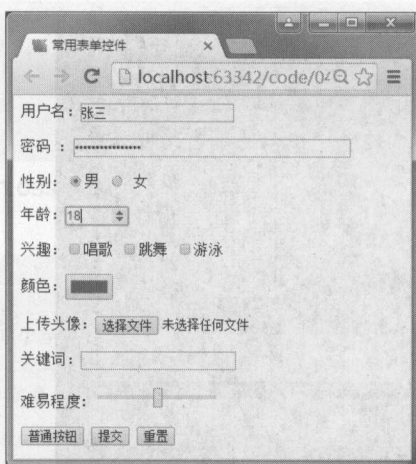 常用表单控件
localhost:63342/code/04
用户名：张三
密码 ：••••••••••••••••
性别： 男 女
年龄：18
兴趣： 唱歌 跳舞 游泳
颜色：
上传头像： 选择文件 未选择任何文件
关键词：
难易程度：
普通按钮 提交 重置